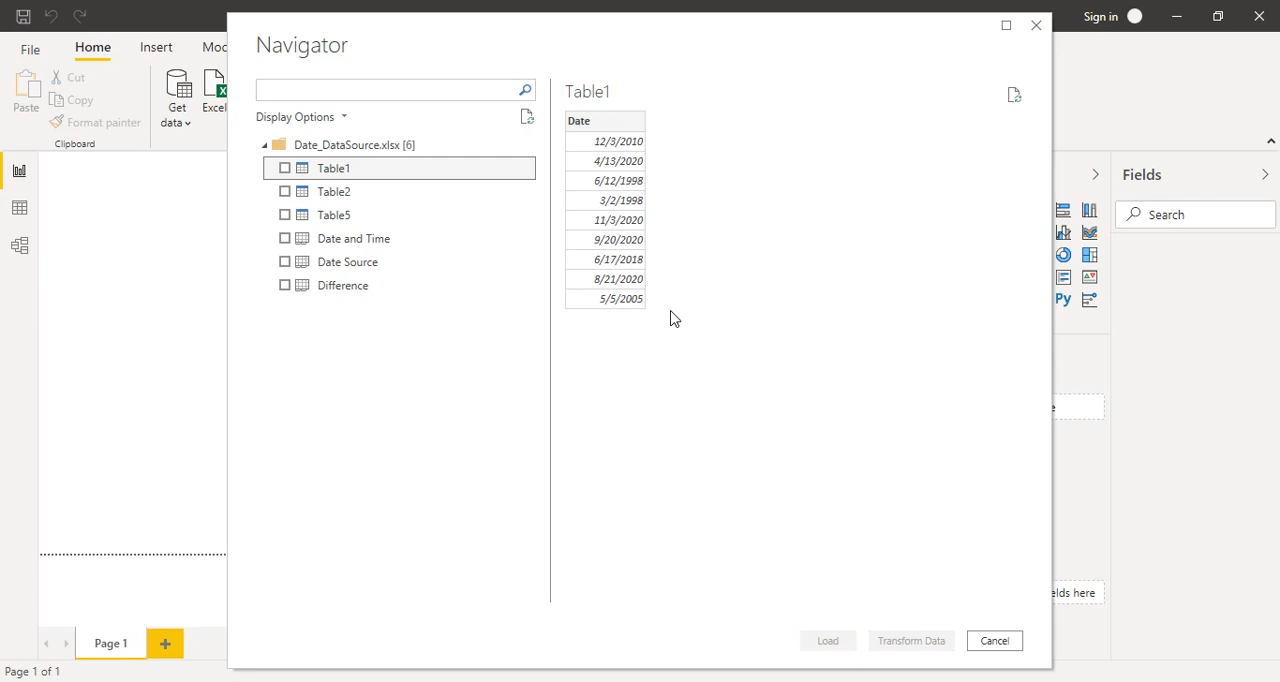 Sign in
Navigator
File
Home
Insert
Mod
Paste
Cut
Copy
Format painter
Clipboard
Get
data
Excel
Display Options
Date_DataSource.xlsx [6]
Table1
Table2
Table5
Date and Time
Date Source
Difference
Table1
Date
12/3/2010
4/13/2020
6/12/1998
3/2/1998
11/3/2020
9/20/2020
6/17/2018
8/21/2020
5/5/2005
Fields
Search
Py
e
elds here
Load
Transform Data
Cancel
Page 1
Page 1 of 1